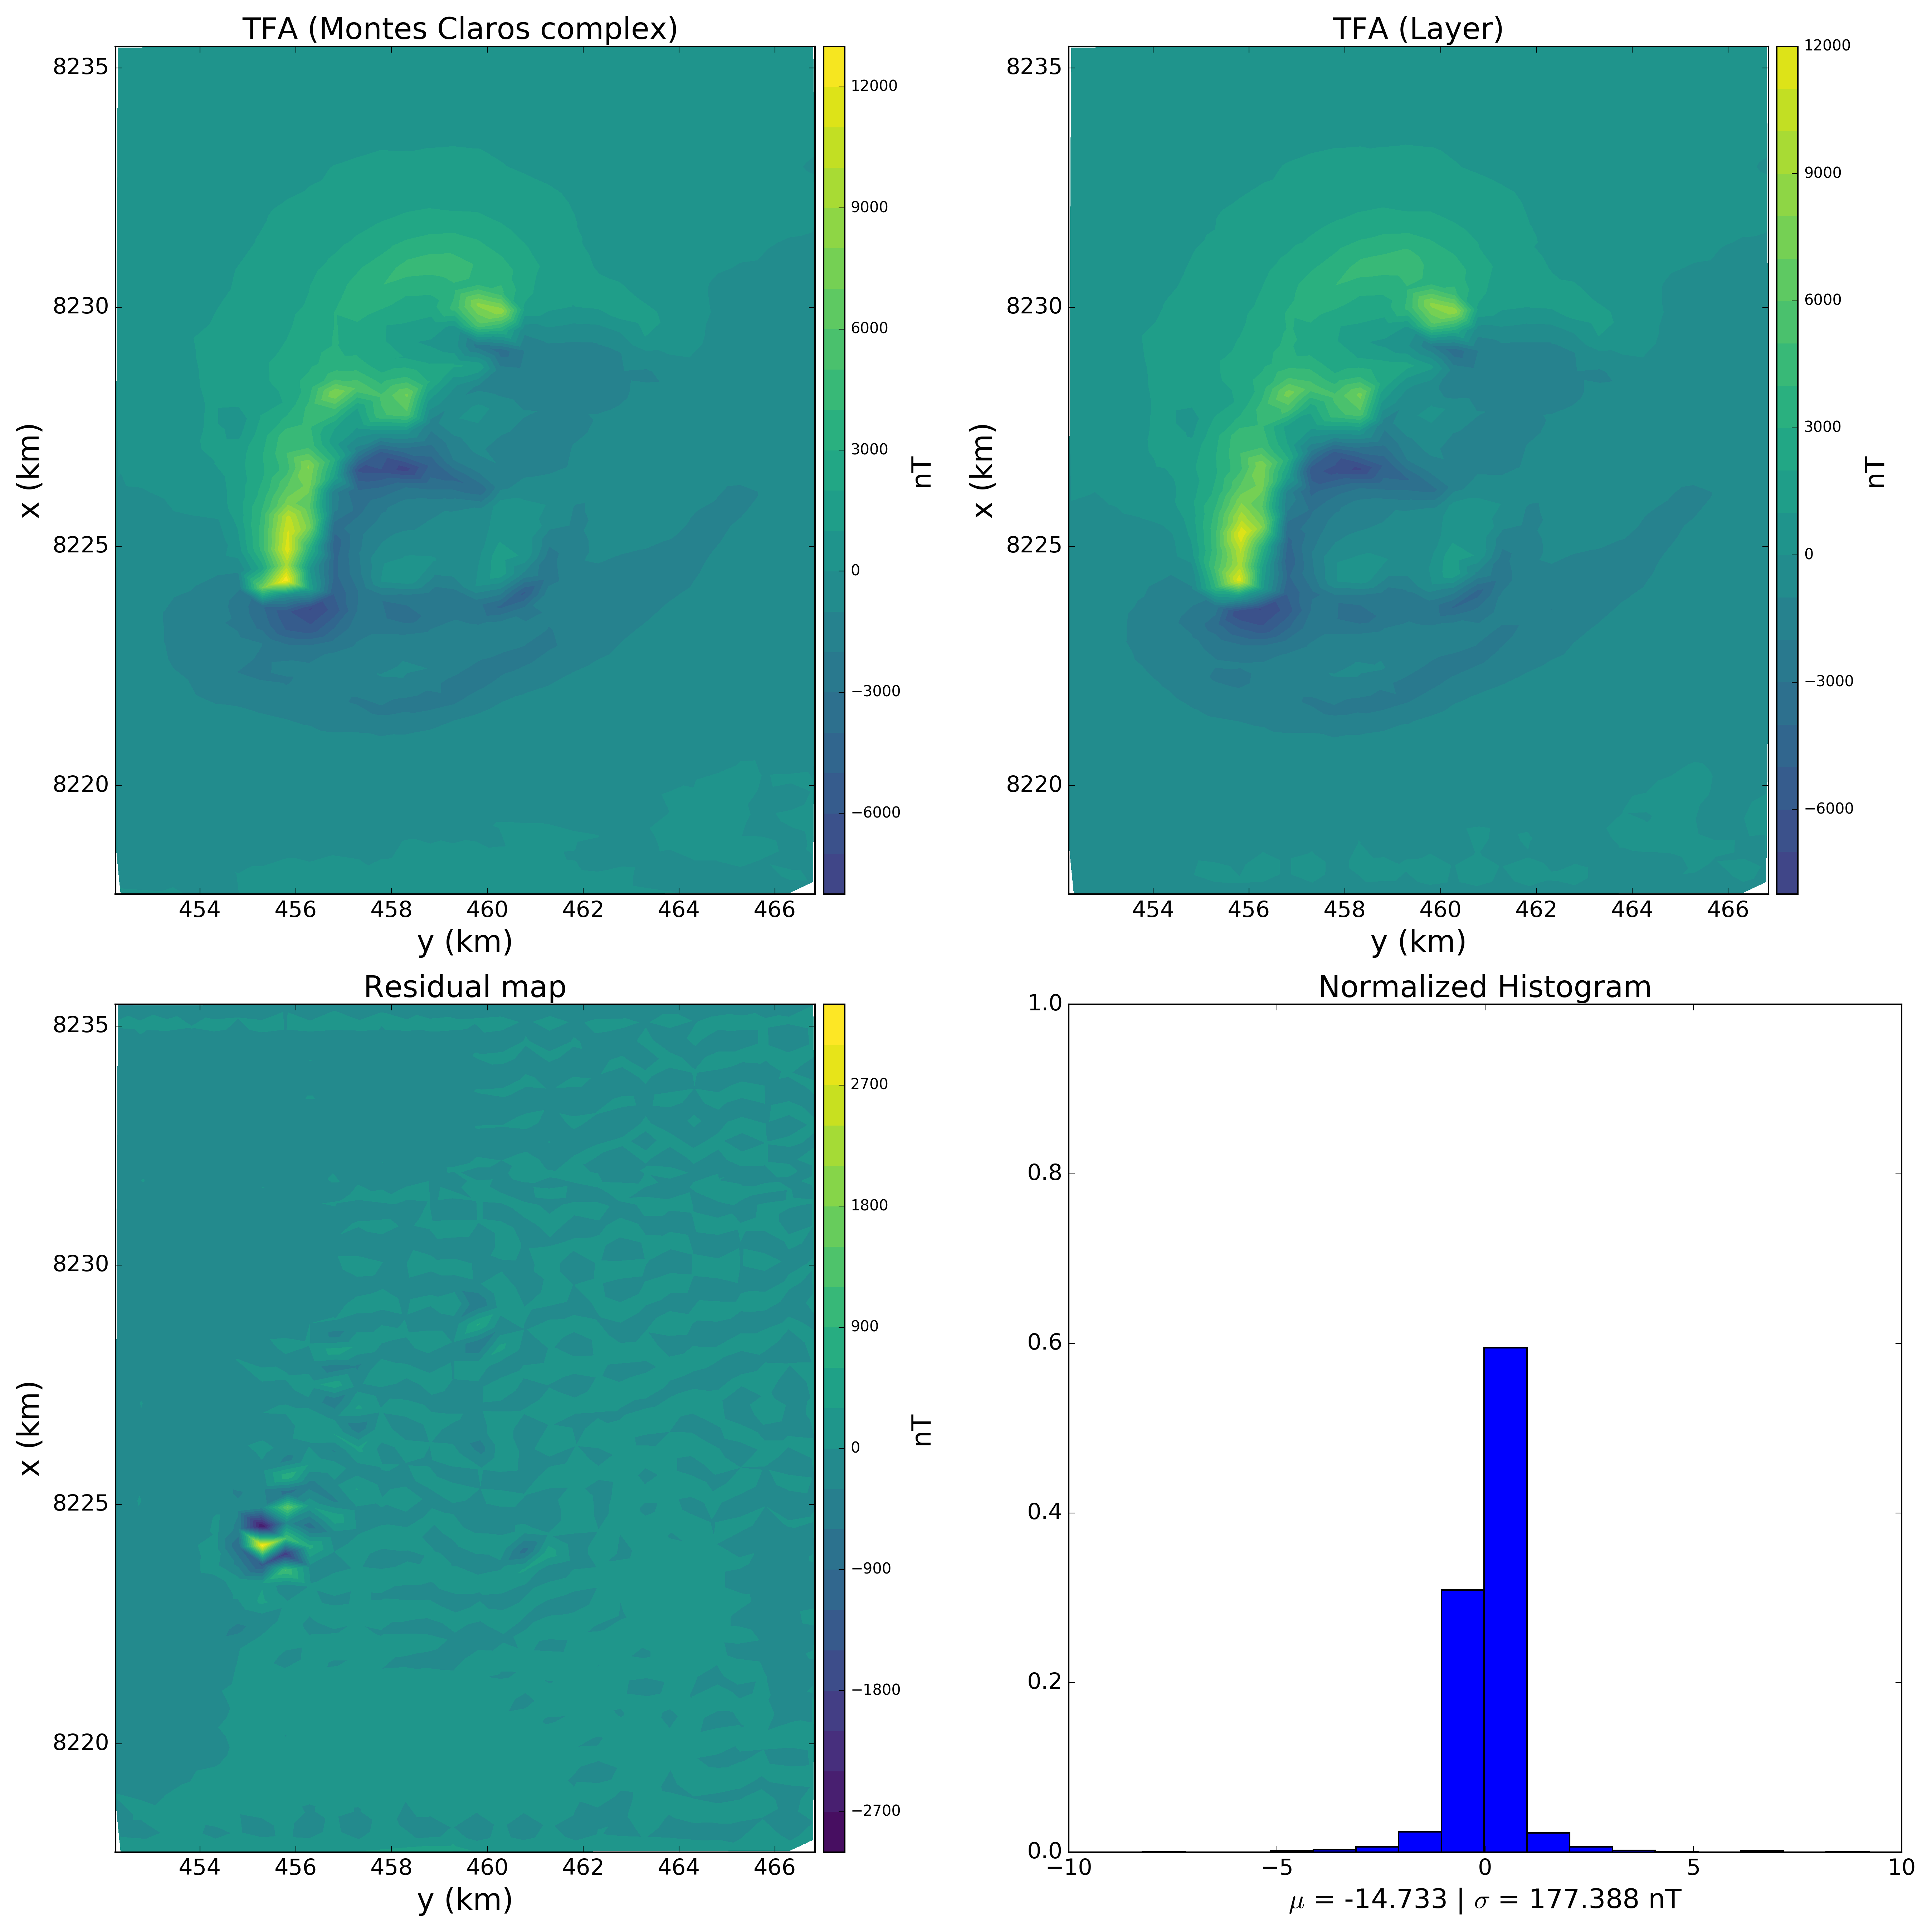 TFA (Montes Claros complex)
8235
8230
8225
8220
x (km)
454 456 458 460 462 464 466
y (km)
12000
9000
6000
3000
0
−3000
−6000
nT
TFA (Layer)
8235
8230
8225
8220
x (km)
454 456 458 460 462 464 466
y (km)
12000
9000
6000
3000
0
−3000
−6000
nT
Residual map
8235
8230
8225
8220
x (km)
454 456 458 460 462 464 466
y (km)
2700
1800
900
0
−900
−1800
−2700
nT
Normalized Histogram
1.0
0.8
0.6
0.4
0.2
0.0
−10 −5 0 5 10
μ = -14.733 | σ = 177.388 nT